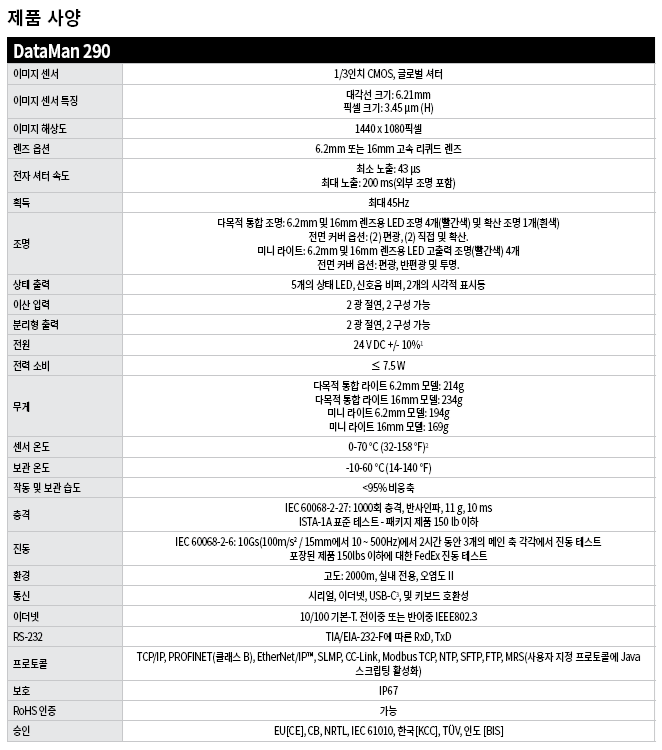 제품 사양
DataMan 290
이미지 센서 1/3인치 CMOS, 글로벌 셔터
이미지 센서 특징 대각선 크기: 6.21mm
픽셀 크기: 3.45 µm (H)
이미지 해상도 1440 x 1080픽셀
렌즈 옵션 6.2mm 또는 16mm 고속 리퀴드 렌즈
전자 셔터 속도 최소 노출: 43 µs
최대 노출: 200 ms(외부 조명 포함)
획득 최대 45Hz
조명 다목적 통합 조명: 6.2mm 및 16mm 렌즈용 LED 조명 4개(빨간색) 및 확산 조명 1개(흰색)
전면 커버 옵션: (2) 편광, (2) 직접 및 확산.
미니 라이트: 6.2mm 및 16mm 렌즈용 LED 고출력 조명(빨간색) 4개
전면 커버 옵션: 편광, 반편광 및 투명.
상태 출력 5개의 상태 LED, 신호음 비퍼, 2개의 시각적 표시등
이산 입력 2 광 절연, 2 구성 가능
분리형 출력 2 광 절연, 2 구성 가능
전원 24 V DC +/- 10%¹
전력 소비 ≤ 7.5 W
무게 다목적 통합 라이트 6.2mm 모델: 214g
다목적 통합 라이트 16mm 모델: 234g
미니 라이트 6.2mm 모델: 194g
미니 라이트 16mm 모델: 169g
센서 온도 0-70 °C (32-158 °F)²
보관 온도 -10-60 °C (14-140 °F)
작동 및 보관 습도 <95% 비응축
충격 IEC 60068-2-27: 1000회 충격, 반사인파, 11 g, 10 ms
ISTA-1A 표준 테스트 - 패키지 제품 150 lb 이하
진동 IEC 60068-2-6: 10Gs(100m/s² / 15mm에서 10 ~ 500Hz)에서 2시간 동안 3개의 메인 축 각각에서 진동 테스트
포장된 제품 150lbs 이하에 대한 FedEx 진동 테스트
환경 고도: 2000m, 실내 전용, 오염도 II
통신 시리얼, 이더넷, USB-C³, 및 키보드 호환성
이더넷 10/100 기본-T. 전이중 또는 반이중 IEEE802.3
RS-232 TIA/EIA-232-F에 따른 RxD, TxD
프로토콜 TCP/IP, PROFINET(클래스 B), EtherNet/IP™, SLMP, CC-Link, Modbus TCP, NTP, SFTP, FTP, MRS(사용자 지정 프로토콜에 Java
스크립팅 활성화)
보호 IP67
RoHS 인증 가능
승인 EU[CE], CB, NRTL, IEC 61010, 한국[KCC], TÜV, 인도 [BIS]